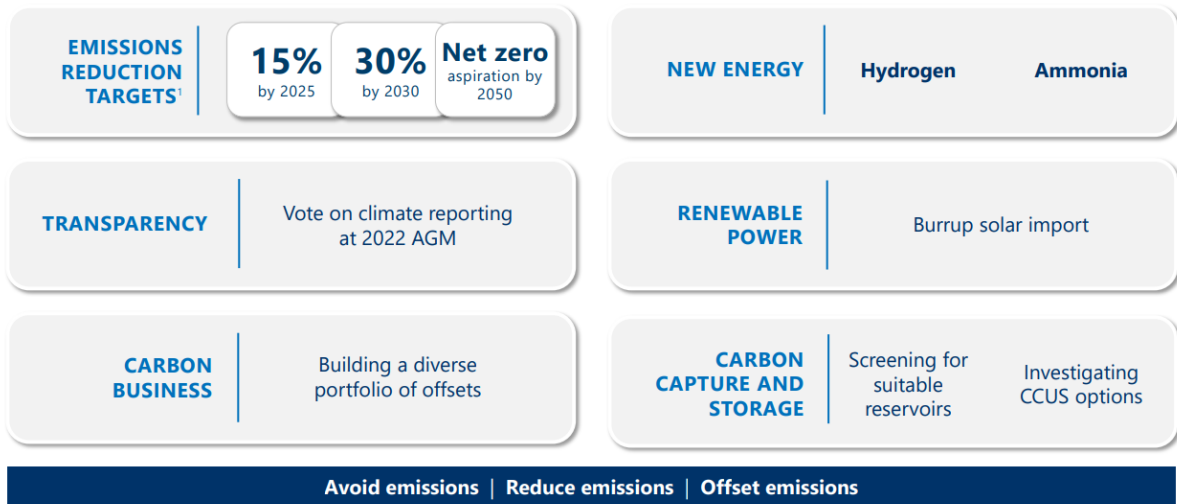 EMISSIONS
REDUCTION
TARGETS¹
15%
by 2025
30%
by 2030
Net zero
aspiration by
2050
NEW ENERGY
Hydrogen
Ammonia
TRANSPARENCY
Vote on climate reporting
at 2022 AGM
RENEWABLE
POWER
Burrup solar import
CARBON
BUSINESS
Building a diverse
portfolio of offsets
CARBON
CAPTURE AND
STORAGE
Screening for
suitable
reservoirs
Investigating
CCUS options
Avoid emissions | Reduce emissions | Offset emissions